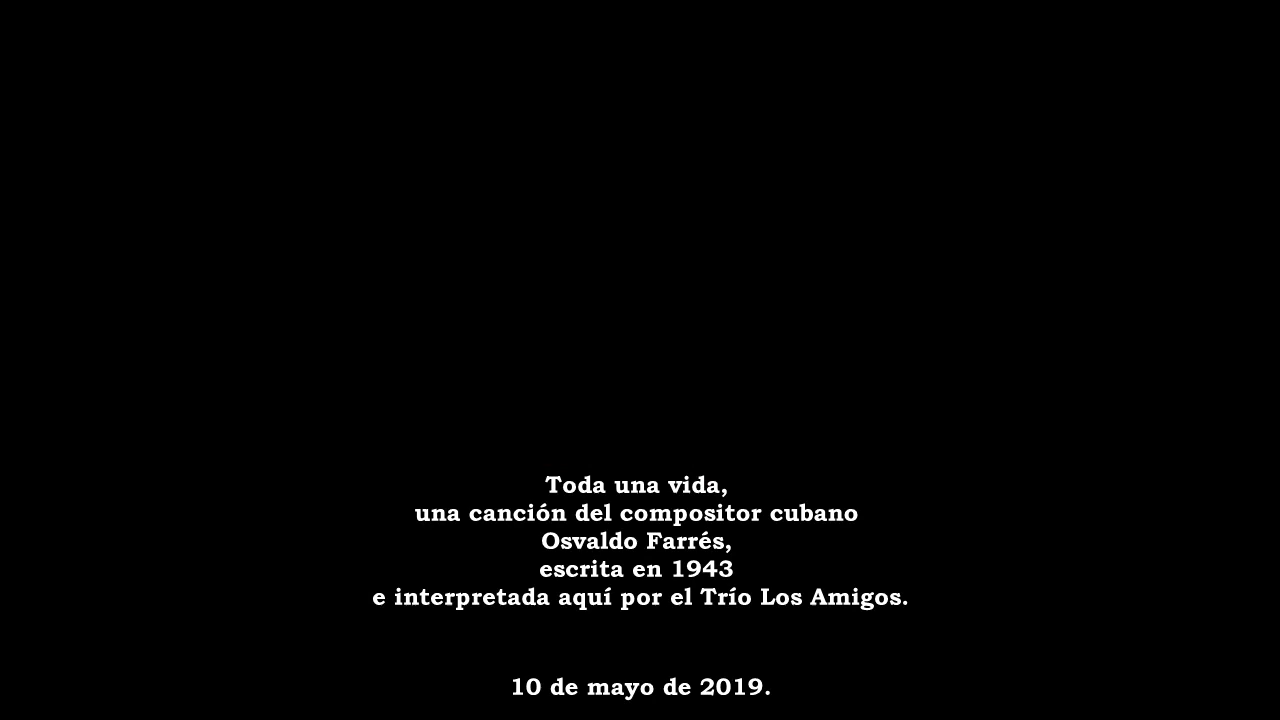 Toda una vida,
una canción del compositor cubano
Osvaldo Farrés,
escrita en 1943
e interpretada aquí por el Trío Los Amigos.
10 de mayo de 2019.